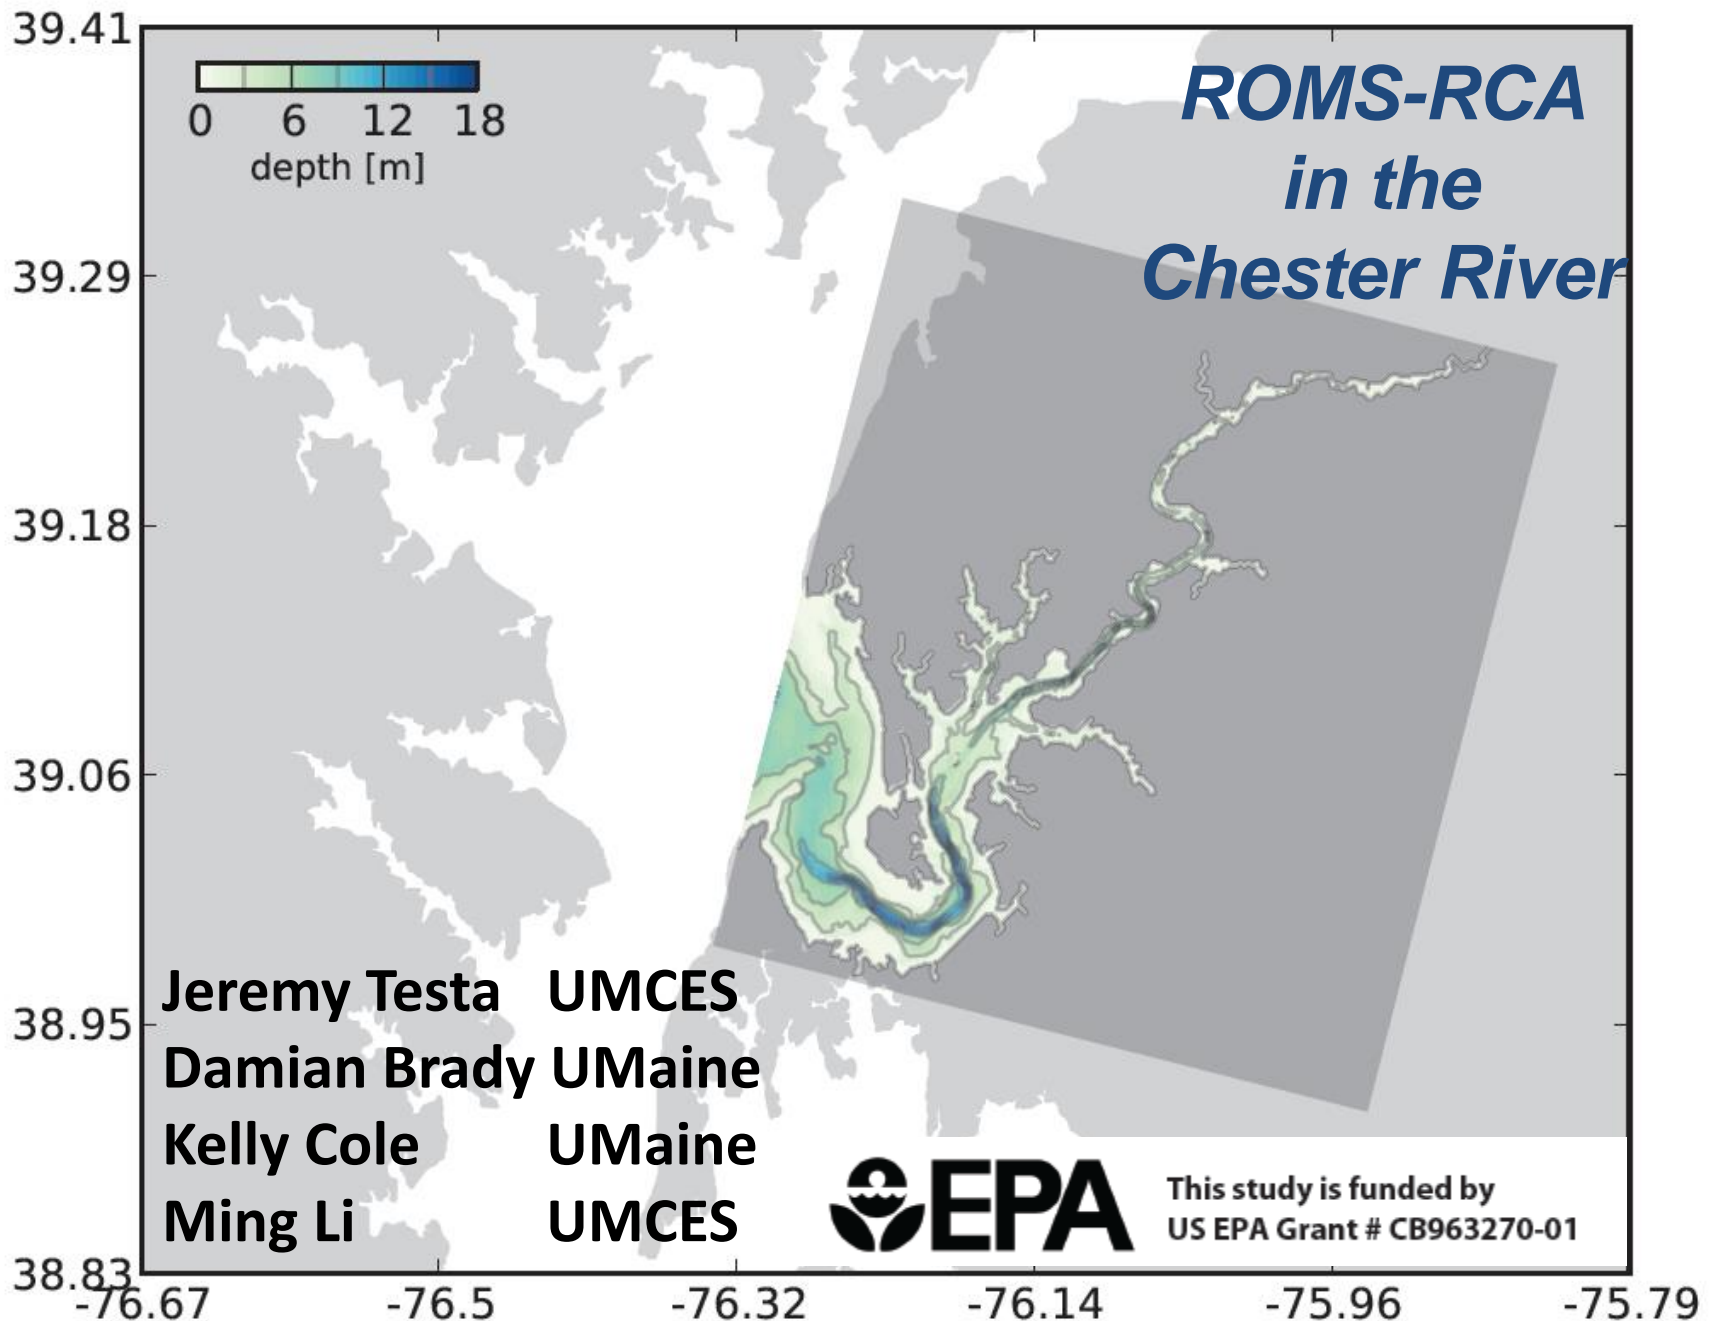 39.41
39.29
39.18
39.06
38.95
38.83
0 6 12 18
depth [m]
ROMS-RCA
in the
Chester River
Jeremy Testa UMCES
Damian Brady UMaine
Kelly Cole UMaine
Ming Li UMCES
EPA
This study is funded by
US EPA Grant # CB963270-01
-76.67 -76.5 -76.32 -76.14 -75.96 -75.79